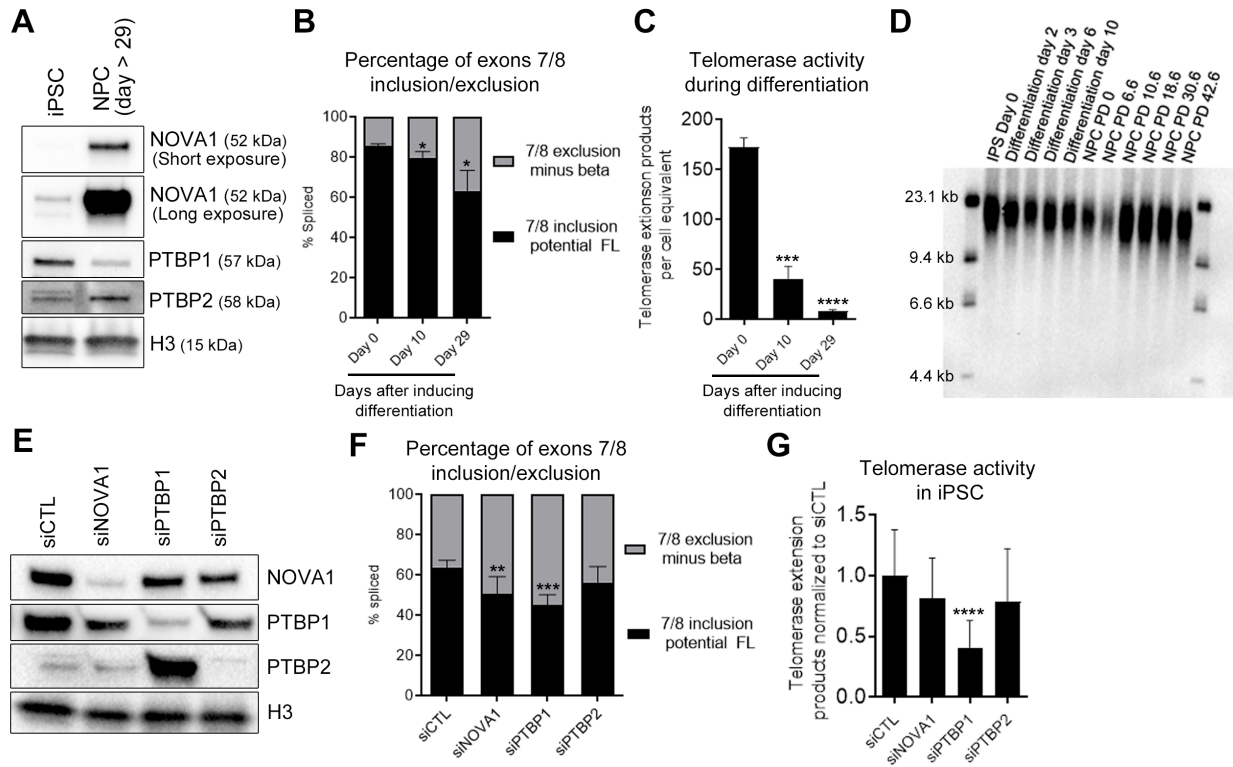 A
iPSC
NPC
(day > 29)
NOVA1 (52 kDa)
(Short exposure)
NOVA1 (52 kDa)
(Long exposure)
PTBP1 (57 kDa)
PTBP2 (58 kDa)
H3 (15 kDa)
B
Percentage of exons 7/8
inclusion/exclusion
% Spliced
100
80
60
40
20
0
*
*
7/8 exclusion
minus beta
7/8 inclusion
potential FL
Day 0
Day 10
Day 29
Days after inducing
differentiation
C
Telomerase activity
during differentiation
Telomerase extionson products
per cell equivalent
200
150
100
50
0
***
****
Day 0
Day 10
Day 29
Days after inducing
differentiation
D
IPS Day 0
Differentiation day 2
Differentiation day 3
Differentiation day 6
Differentiation day 10
NPC PD 0
NPC PD 6.6
NPC PD 10.6
NPC PD 18.6
NPC PD 30.6
NPC PD 42.6
23.1 kb
9.4 kb
6.6 kb
4.4 kb
E
siCTL
siNOVA1
siPTBP1
siPTBP2
NOVA1
PTBP1
PTBP2
H3
F
Percentage of exons 7/8
inclusion/exclusion
% spliced
100
80
60
40
20
0
**
***
7/8 exclusion
minus beta
7/8 inclusion
potential FL
siCTL
siNOVA1
siPTBP1
siPTBP2
G
Telomerase activity
in iPSC
Telomerase extension
products normalized to siCTL
1.5
1.0
0.5
0.0
****
siCTL
siNOVA1
siPTBP1
siPTBP2